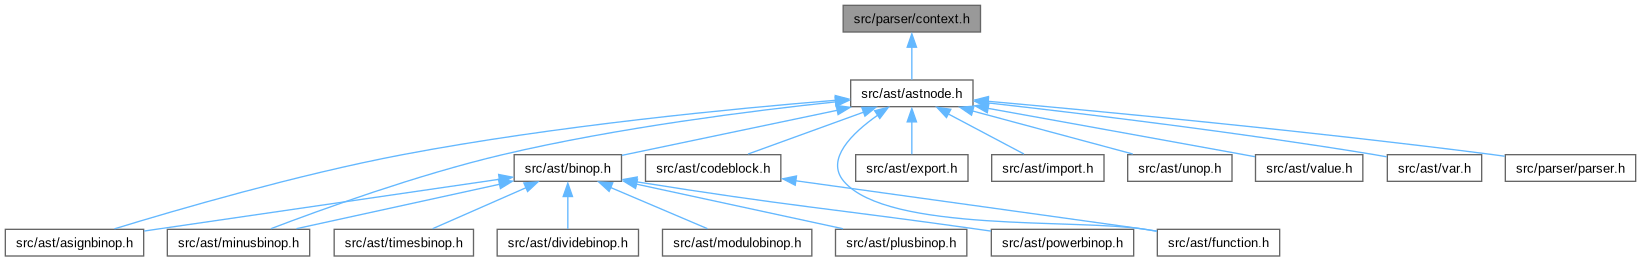 src/parser/context.h
src/ast/astnode.h
src/ast/binop.h
src/ast/codeblock.h
src/ast/export.h
src/ast/import.h
src/ast/unop.h
src/ast/value.h
src/ast/var.h
src/parser/parser.h
src/ast/asignbinop.h
src/ast/minusbinop.h
src/ast/timesbinop.h
src/ast/dividebinop.h
src/ast/modulobinop.h
src/ast/plusbinop.h
src/ast/powerbinop.h
src/ast/function.h